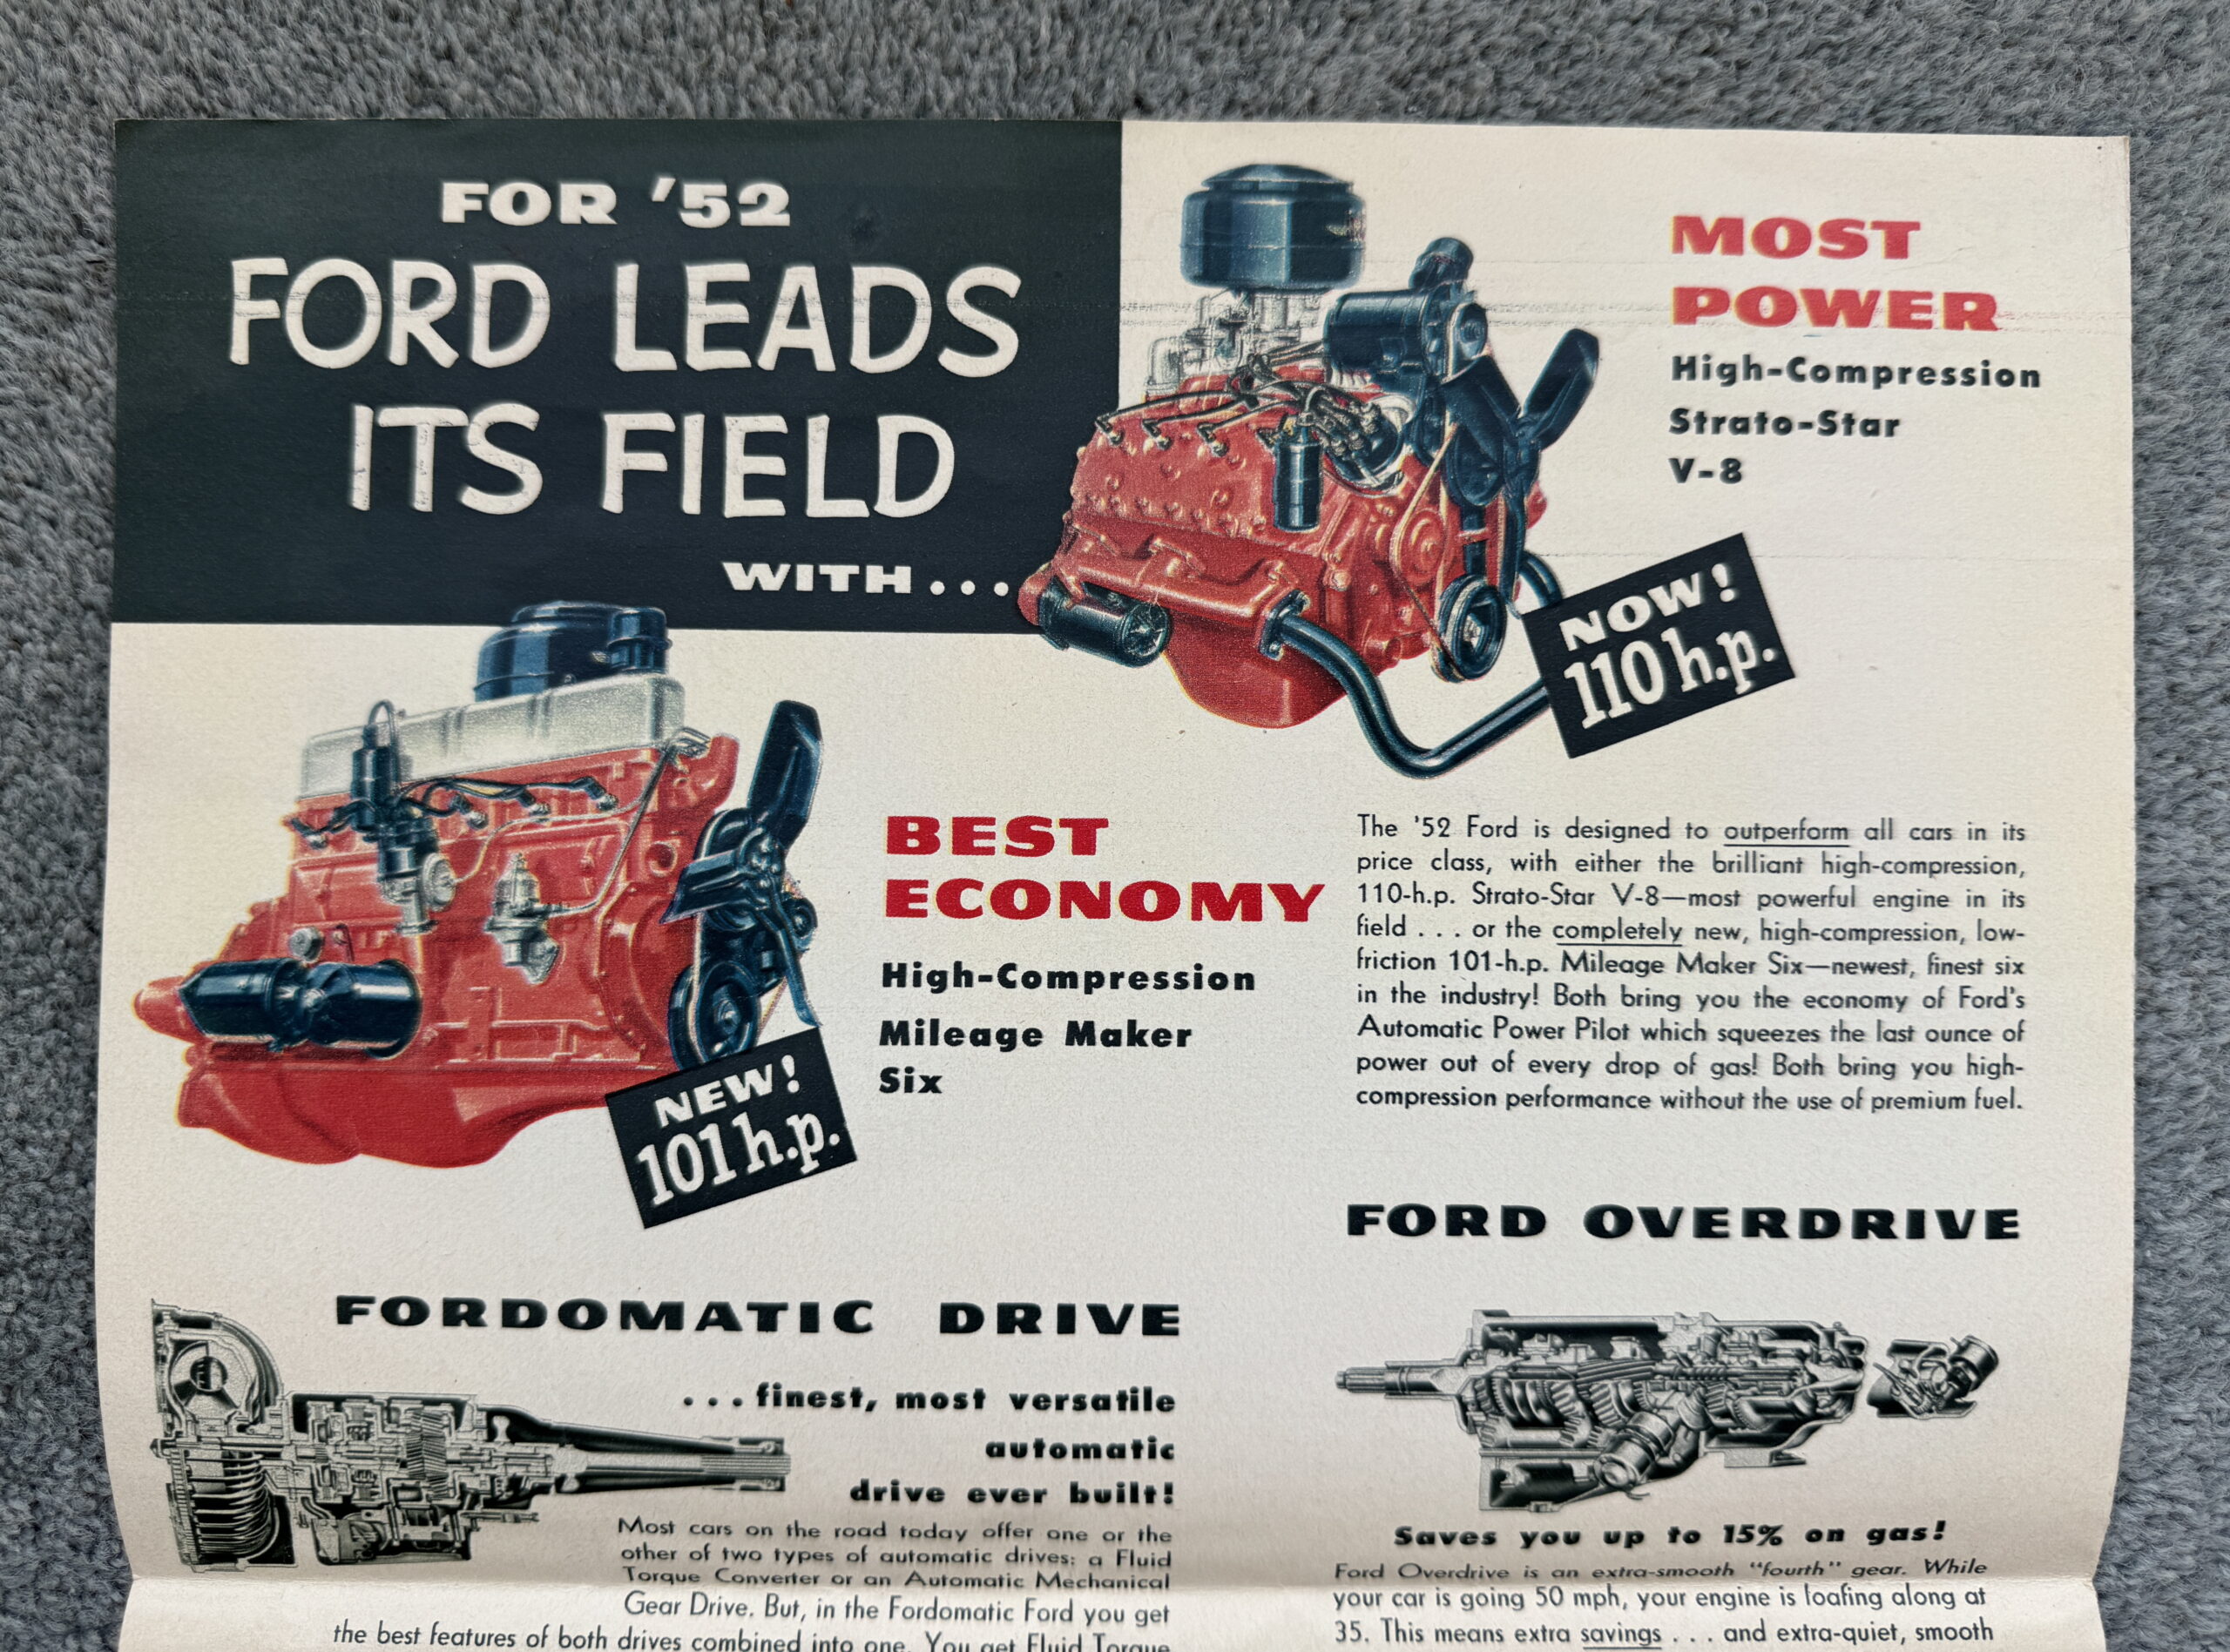 FOR '52
FORD LEADS
ITS FIELD
WITH...
MOST
POWER
High-Compression
Strato-Star
V-8
NOW!
110 h.p.
BEST
ECONOMY
High-Compression
Mileage Maker
Six
NEW!
101 h.p.
The '52 Ford is designed to outperform all cars in its
price class, with either the brilliant high-compression,
110-h.p. Strato-Star V-8—most powerful engine in its
field . . . or the completely new, high-compression, low-
friction 101-h.p. Mileage Maker Six—newest, finest six
in the industry! Both bring you the economy of Ford's
Automatic Power Pilot which squeezes the last ounce of
power out of every drop of gas! Both bring you high-
compression performance without the use of premium fuel.
FORDOMATIC DRIVE
. . . finest, most versatile
automatic
drive ever built!
Most cars on the road today offer one or the
other of two types of automatic drives: a Fluid
Torque Converter or an Automatic Mechanical
Gear Drive. But, in the Fordomatic Ford you get
the best features of both drives combined into one. You get Fluid Torque
FORD OVERDRIVE
Saves you up to 15% on gas!
Ford Overdrive is an extra-smooth "fourth" gear. While
your car is going 50 mph, your engine is loafing along at
35. This means extra savings . . . and extra-quiet, smooth